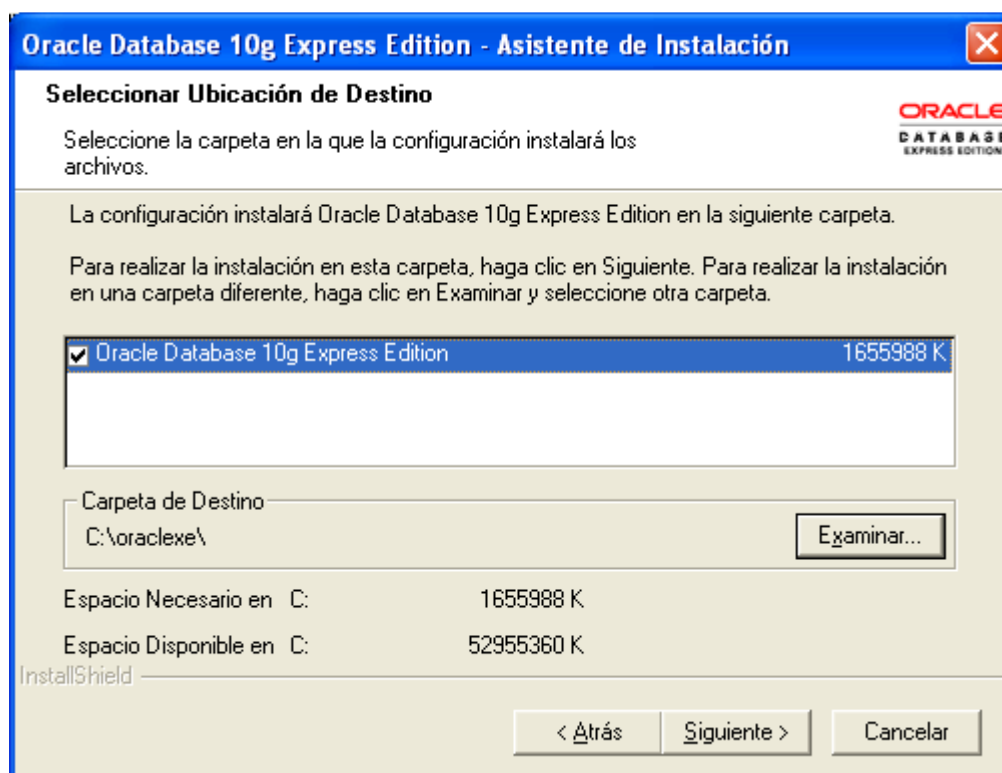 Oracle Database 10g Express Edition - Asistente de Instalación
Seleccionar Ubicación de Destino
Seleccione la carpeta en la que la configuración instalará los
archivos.
ORACLE
DATABASE
EXPRESS EDITION
La configuración instalará Oracle Database 10g Express Edition en la siguiente carpeta.
Para realizar la instalación en esta carpeta, haga clic en Siguiente. Para realizar la instalación
en una carpeta diferente, haga clic en Examinar y seleccione otra carpeta.
Oracle Database 10g Express Edition 1655988 K
Carpeta de Destino
C:\oraclexe\ Examinar...
Espacio Necesario en C: 1655988 K
Espacio Disponible en C: 52955360 K
InstallShield
< Atrás Siguiente > Cancelar